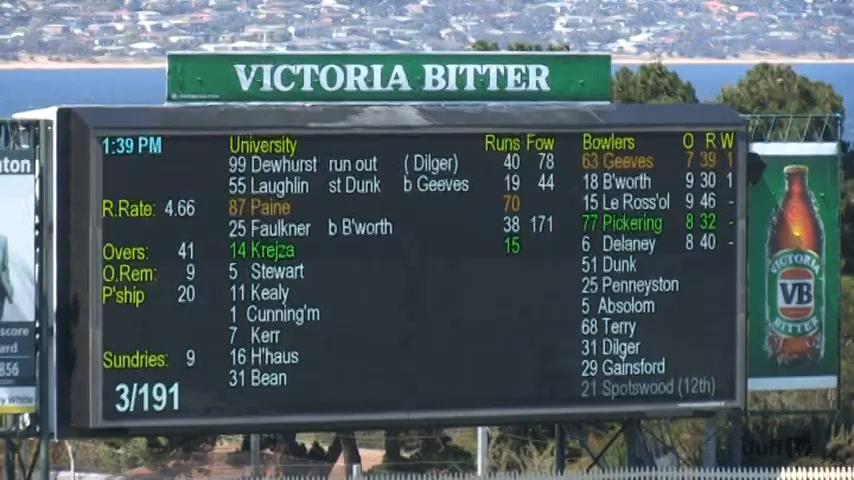 VICTORIA BITTER
1:39 PM University Runs Fow Bowlers O R W
99 Dewhurst run out ( Dilger) 40 78 63 Geeves 7 39 1
55 Laughlin st Dunk b Geeves 19 44 18 B'worth 9 30 1
R.Rate: 4.66 87 Paine 70 15 Le Ross'ol 9 46 -
25 Faulkner b B'worth 38 171 77 Pickering 8 32 -
Overs: 41 14 Krejza 15 6 Delaney 8 40 -
O.Rem: 9 5 Stewart 51 Dunk
P'ship 20 11 Kealy 25 Penneyston
1 Cunning'm 5 Absolom
7 Kerr 68 Terry
Sundries: 9 16 H'haus 31 Dilger
3/191 31 Bean 29 Gainsford
21 Spotswood (12th)
VICTORIA
VB
BITTER
score
856
White